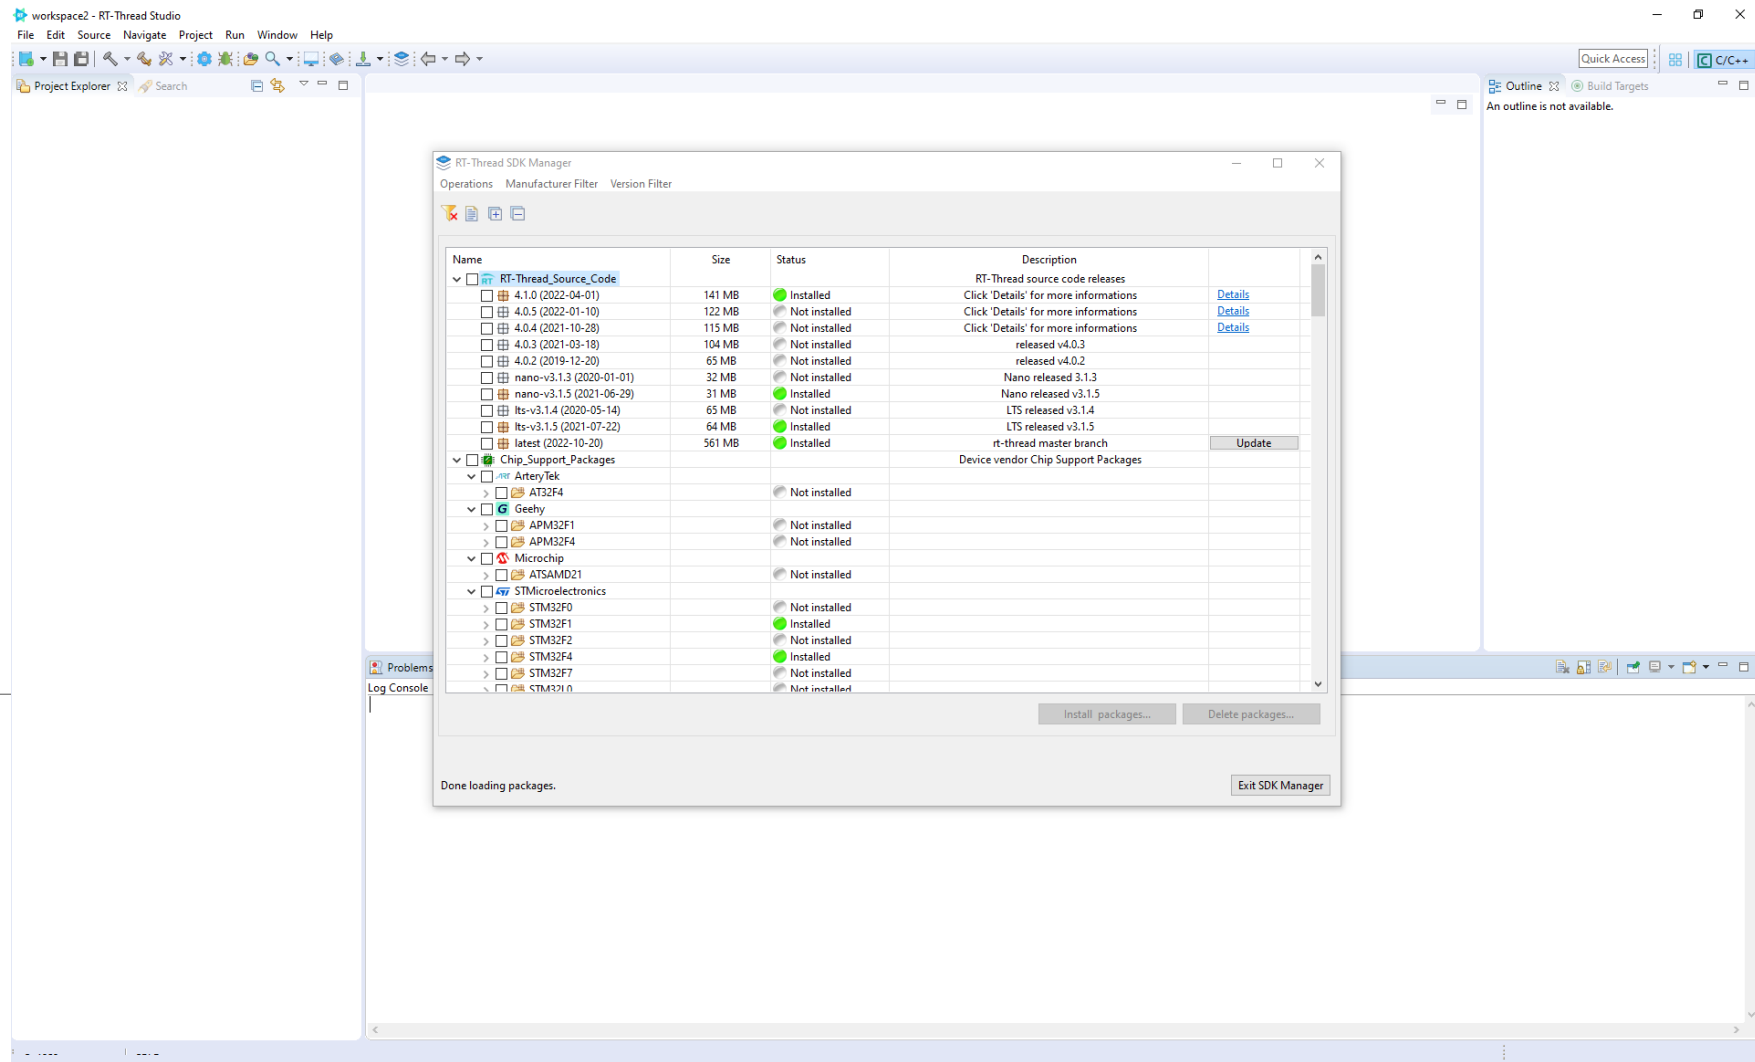 workspace2 - RT-Thread Studio
File Edit Source Navigate Project Run Window Help
Quick Access
C/C++
Project Explorer
Search
Outline
Build Targets
An outline is not available.
RT-Thread SDK Manager
Operations Manufacturer Filter Version Filter
Name Size Status Description
RT-Thread_Source_Code RT-Thread source code releases
4.1.0 (2022-04-01) 141 MB Installed Click 'Details' for more informations Details
4.0.5 (2022-01-10) 122 MB Not installed Click 'Details' for more informations Details
4.0.4 (2021-10-28) 115 MB Not installed Click 'Details' for more informations Details
4.0.3 (2021-03-18) 104 MB Not installed released v4.0.3
4.0.2 (2019-12-20) 65 MB Not installed released v4.0.2
nano-v3.1.3 (2020-01-01) 32 MB Not installed Nano released 3.1.3
nano-v3.1.5 (2021-06-29) 31 MB Installed Nano released v3.1.5
lts-v3.1.4 (2020-05-14) 65 MB Not installed LTS released v3.1.4
lts-v3.1.5 (2021-07-22) 64 MB Installed LTS released v3.1.5
latest (2022-10-20) 561 MB Installed rt-thread master branch Update
Chip_Support_Packages Device vendor Chip Support Packages
ArteryTek
AT32F4 Not installed
Geehy
APM32F1 Not installed
APM32F4 Not installed
Microchip
ATSAMD21 Not installed
STMicroelectronics
STM32F0 Not installed
STM32F1 Installed
STM32F2 Not installed
STM32F4 Installed
STM32F7 Not installed
STM32L0 Not installed
Install packages... Delete packages...
Done loading packages.
Exit SDK Manager
Problems
Log Console